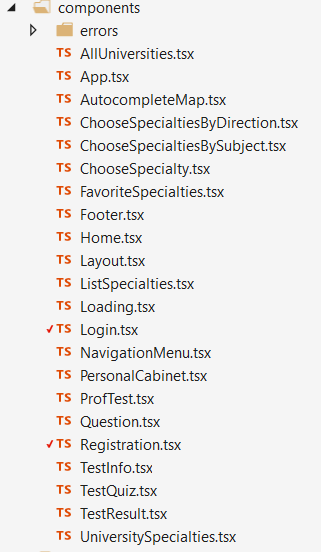 components
errors
TS AllUniversities.tsx
TS App.tsx
TS AutocompleteMap.tsx
TS ChooseSpecialtiesByDirection.tsx
TS ChooseSpecialtiesBySubject.tsx
TS ChooseSpecialty.tsx
TS FavoriteSpecialties.tsx
TS Footer.tsx
TS Home.tsx
TS Layout.tsx
TS ListSpecialties.tsx
TS Loading.tsx
TS Login.tsx
TS NavigationMenu.tsx
TS PersonalCabinet.tsx
TS ProfTest.tsx
TS Question.tsx
TS Registration.tsx
TS TestInfo.tsx
TS TestQuiz.tsx
TS TestResult.tsx
TS UniversitySpecialties.tsx